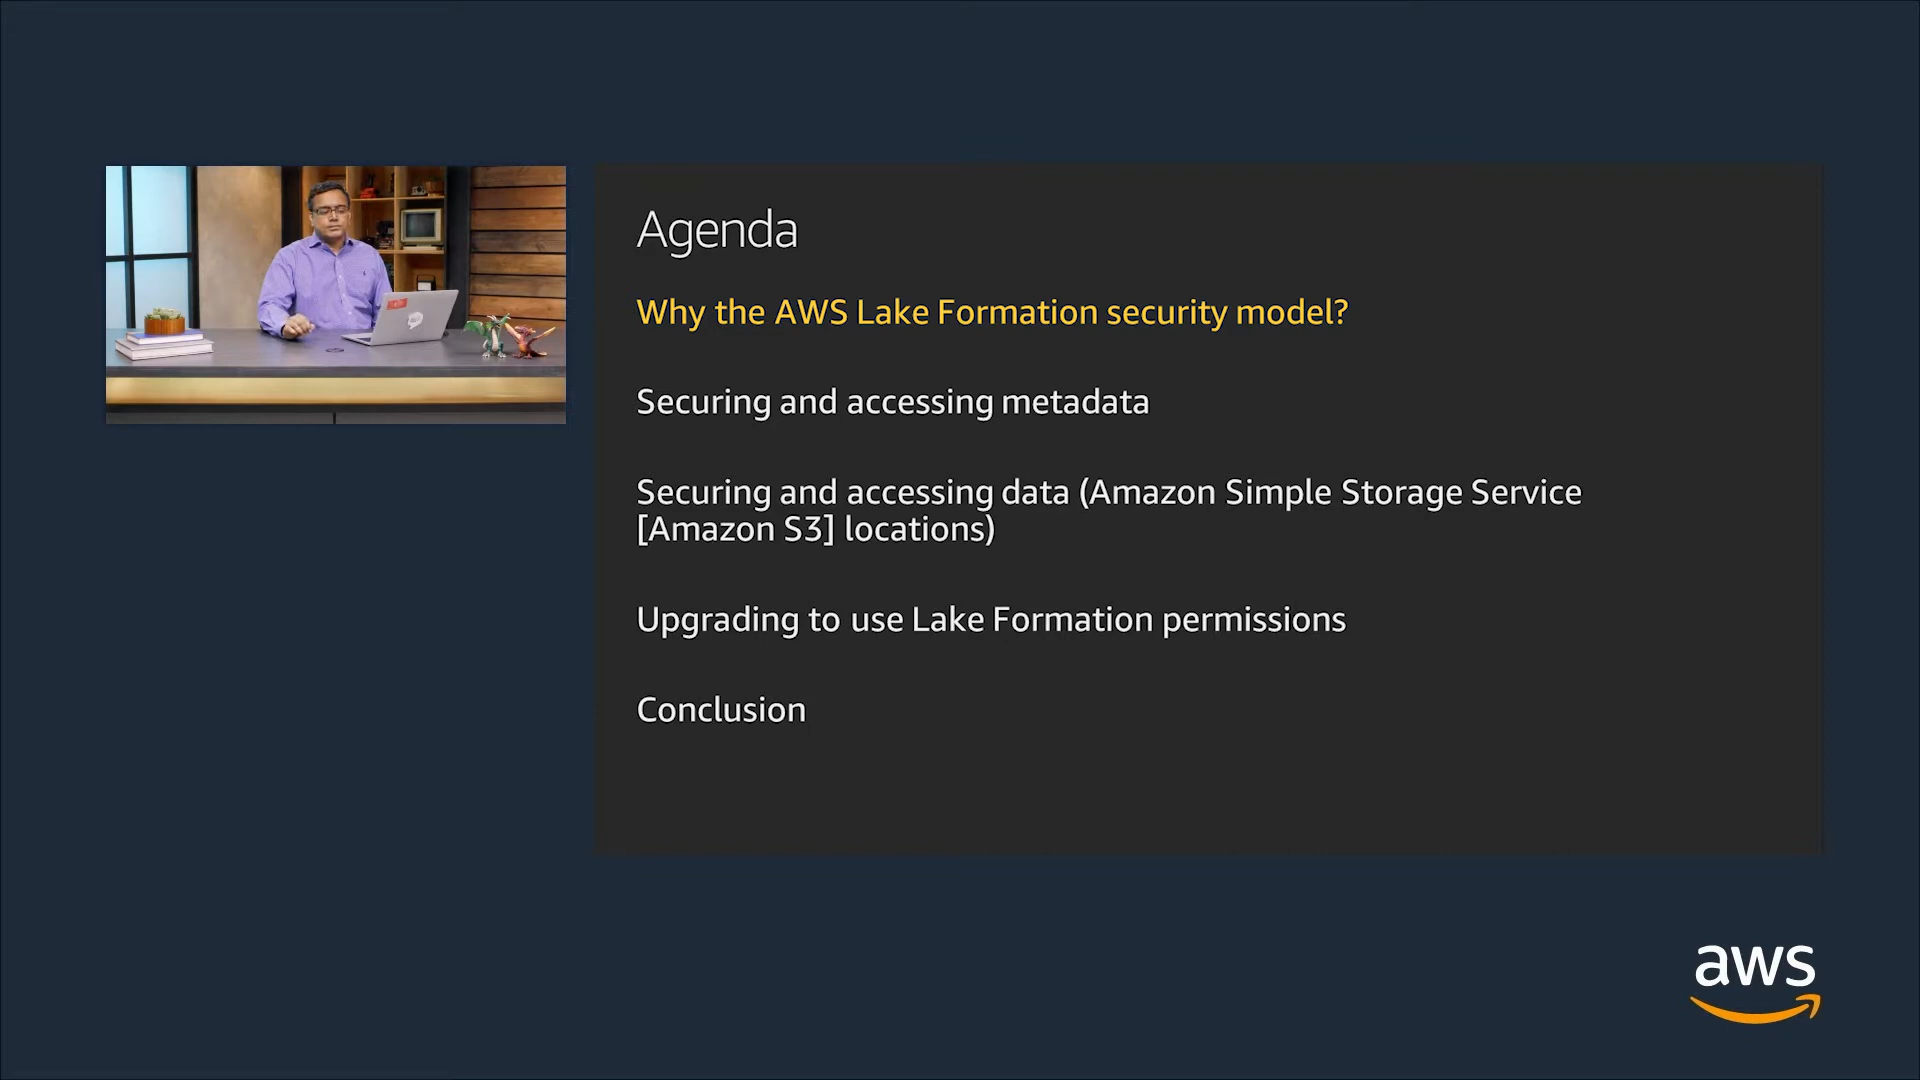 Agenda
Why the AWS Lake Formation security model?
Securing and accessing metadata
Securing and accessing data (Amazon Simple Storage Service
[Amazon S3] locations)
Upgrading to use Lake Formation permissions
Conclusion
aws